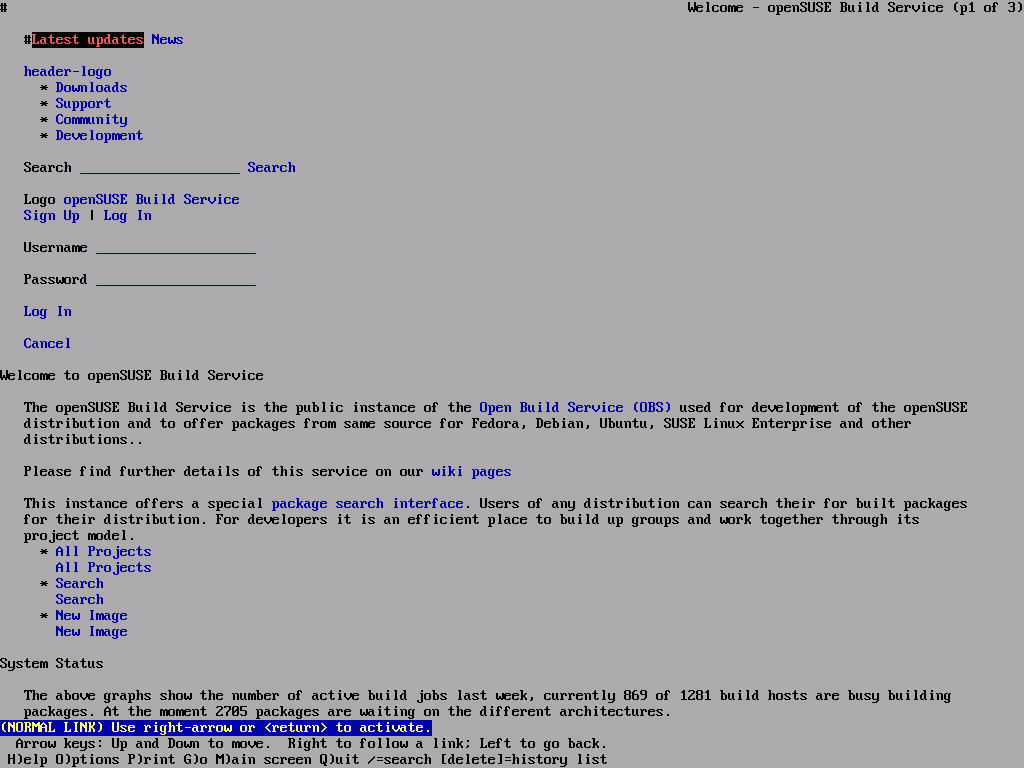 # Welcome - openSUSE Build Service (p1 of 3)
#Latest updates News
header-logo
* Downloads
* Support
* Community
* Development
Search ____________________ Search
Logo openSUSE Build Service
Sign Up | Log In
Username ____________________
Password ____________________
Log In
Cancel
Welcome to openSUSE Build Service
The openSUSE Build Service is the public instance of the Open Build Service (OBS) used for development of the openSUSE
distribution and to offer packages from same source for Fedora, Debian, Ubuntu, SUSE Linux Enterprise and other
distributions..
Please find further details of this service on our wiki pages
This instance offers a special package search interface. Users of any distribution can search their for built packages
for their distribution. For developers it is an efficient place to build up groups and work together through its
project model.
* All Projects
All Projects
* Search
Search
* New Image
New Image
System Status
The above graphs show the number of active build jobs last week, currently 869 of 1281 build hosts are busy building
packages. At the moment 2705 packages are waiting on the different architectures.
(NORMAL LINK) Use right-arrow or <return> to activate.
Arrow keys: Up and Down to move. Right to follow a link; Left to go back.
H)elp O)ptions P)rint G)o M)ain screen Q)uit /=search [delete]=history list